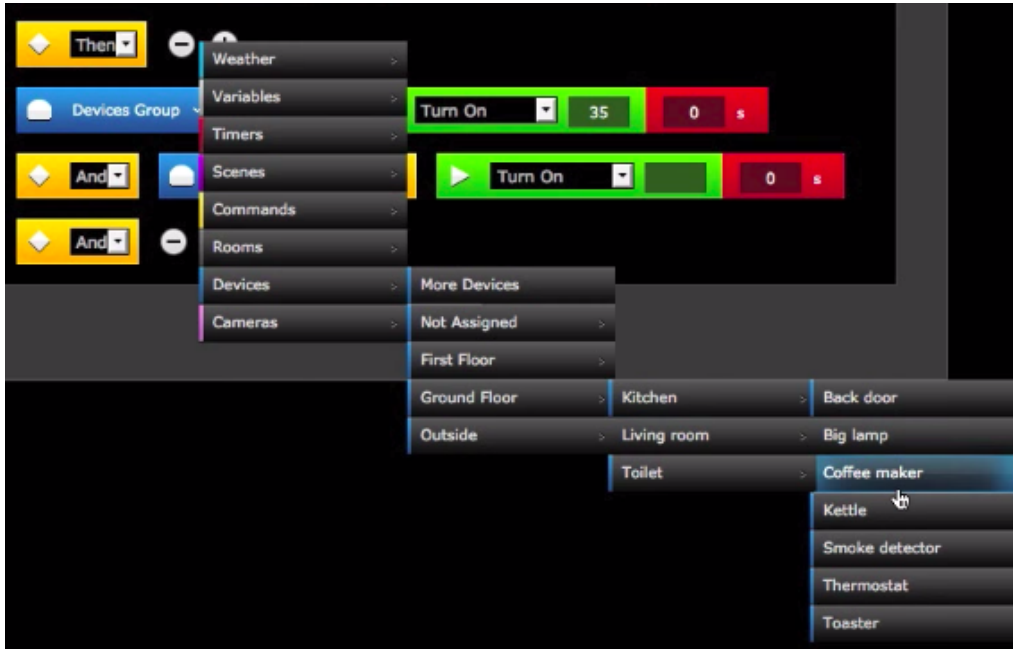 Then
Weather
Devices Group Variables Turn On 35 0 s
Timers
And Scenes Turn On 0 s
Commands
And Rooms
Devices More Devices
Cameras Not Assigned
First Floor
Ground Floor Kitchen Back door
Outside Living room Big lamp
Toilet Coffee maker
Kettle
Smoke detector
Thermostat
Toaster